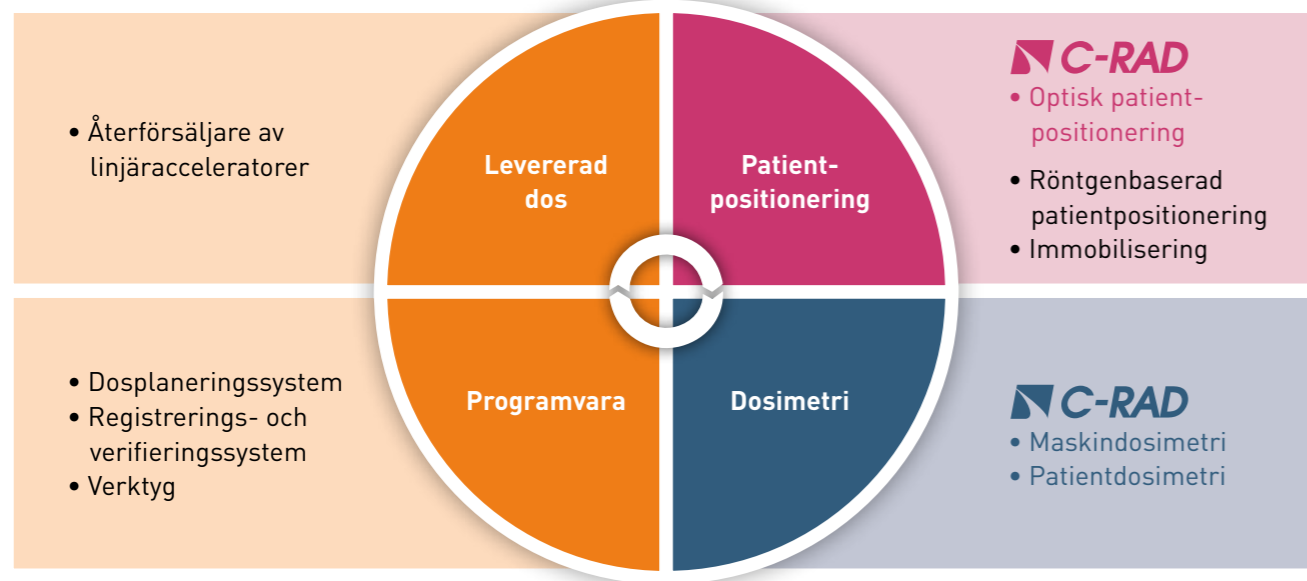 • Återförsäljare av
linjäracceleratorer
Levererad
dos
Patient-
positionering
C-RAD
• Optisk patient-
positionering
• Röntgenbaserad
patientpositionering
• Immobilisering
• Dosplaneringssystem
• Registrerings- och
verifieringssystem
• Verktyg
Programvara
Dosimetri
C-RAD
• Maskindosimetri
• Patientdosimetri